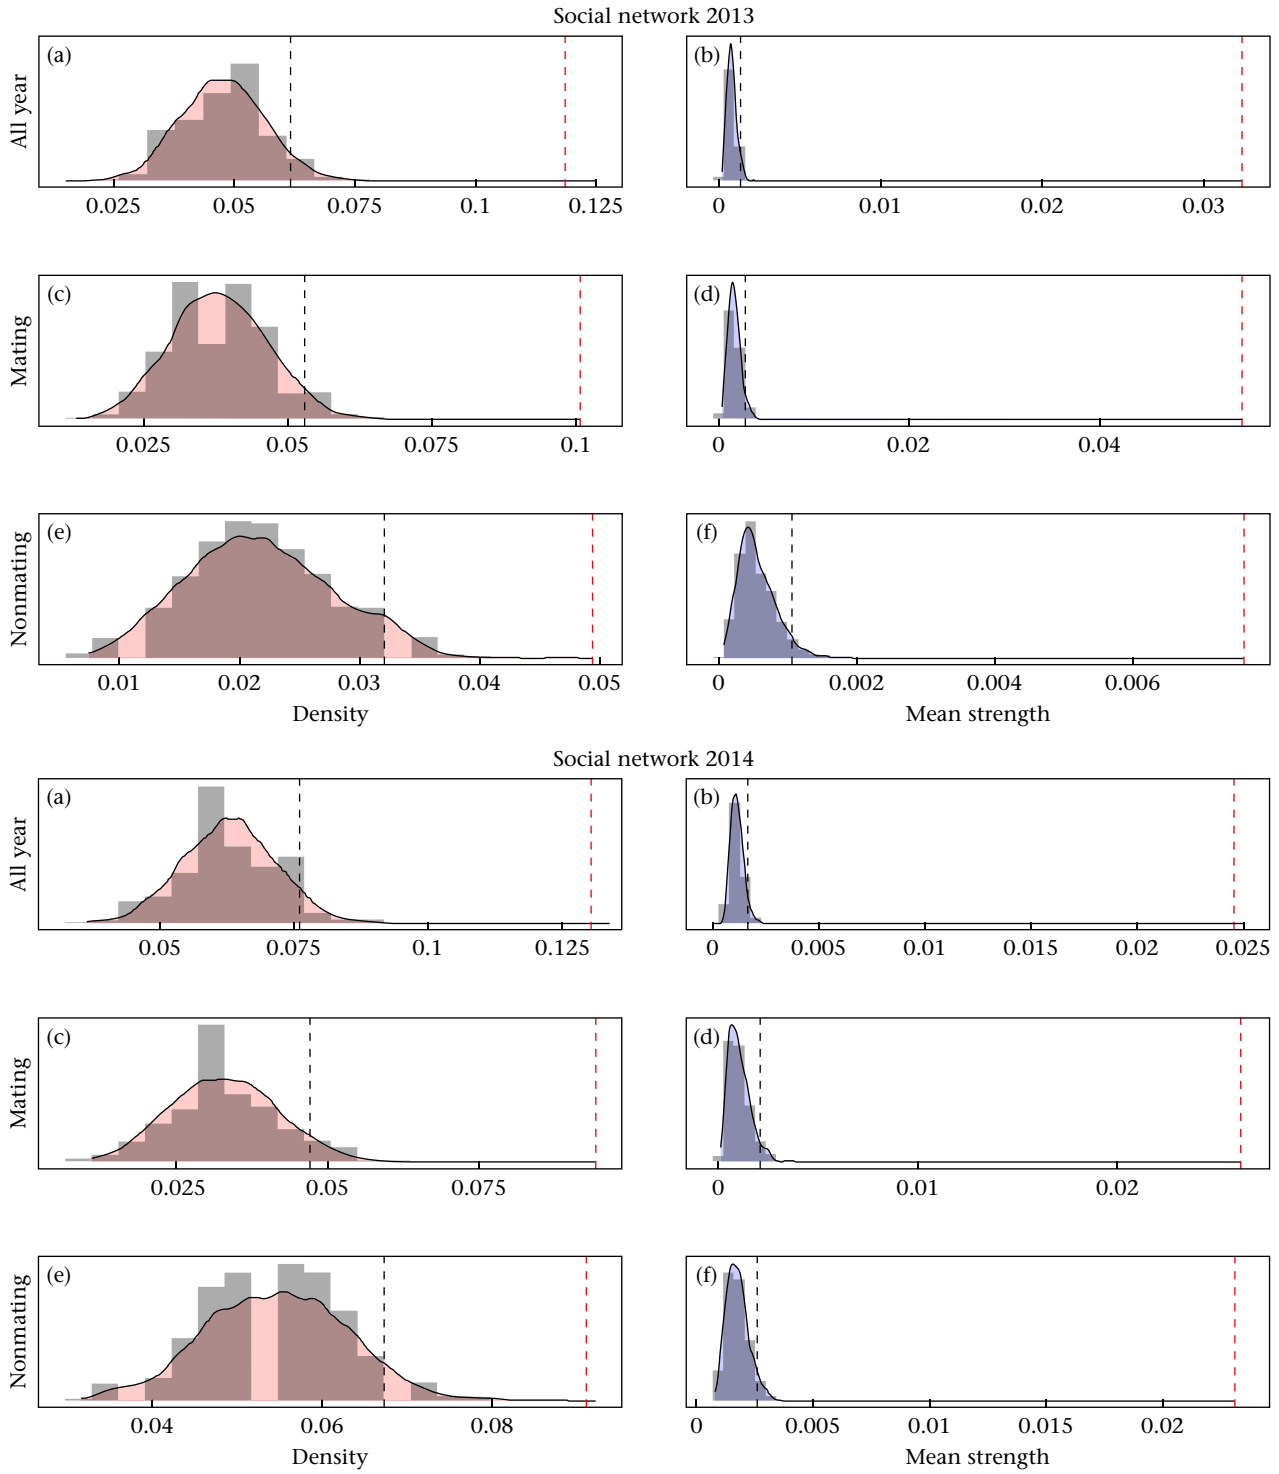 Social network 2013
(a) (b)
All year
0.025 0.05 0.075 0.1 0.125 0 0.01 0.02 0.03
(c) (d)
Mating
0.025 0.05 0.075 0.1 0 0.02 0.04
(e) (f)
Nonmating
0.01 0.02 0.03 0.04 0.05 0 0.002 0.004 0.006
Density Mean strength
Social network 2014
(a) (b)
All year
0.05 0.075 0.1 0.125 0 0.005 0.01 0.015 0.02 0.025
(c) (d)
Mating
0.025 0.05 0.075 0 0.01 0.02
(e) (f)
Nonmating
0.04 0.06 0.08 0 0.005 0.01 0.015 0.02
Density Mean strength